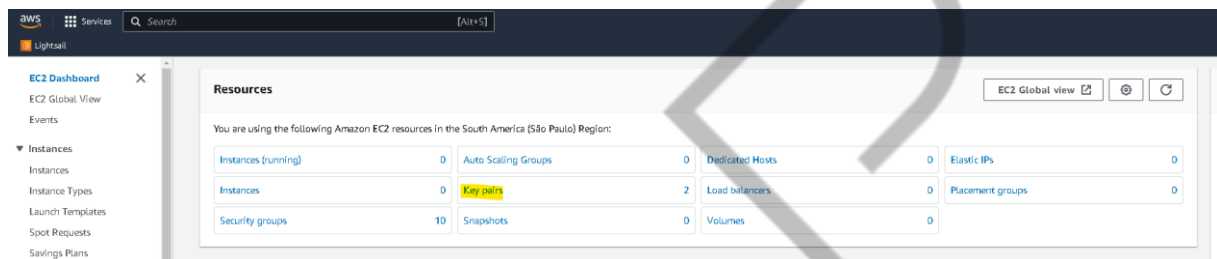 aws Services Search [Alt+S]
Lightsail
EC2 Dashboard
EC2 Global View
Events
Instances
Instances
Instance Types
Launch Templates
Spot Requests
Savings Plans
Resources
EC2 Global view
You are using the following Amazon EC2 resources in the South America (São Paulo) Region:
Instances (running) 0 Auto Scaling Groups 0 Dedicated Hosts 0 Elastic IPs 0
Instances 0 Key pairs 2 Load balancers 0 Placement groups 0
Security groups 10 Snapshots 0 Volumes 0